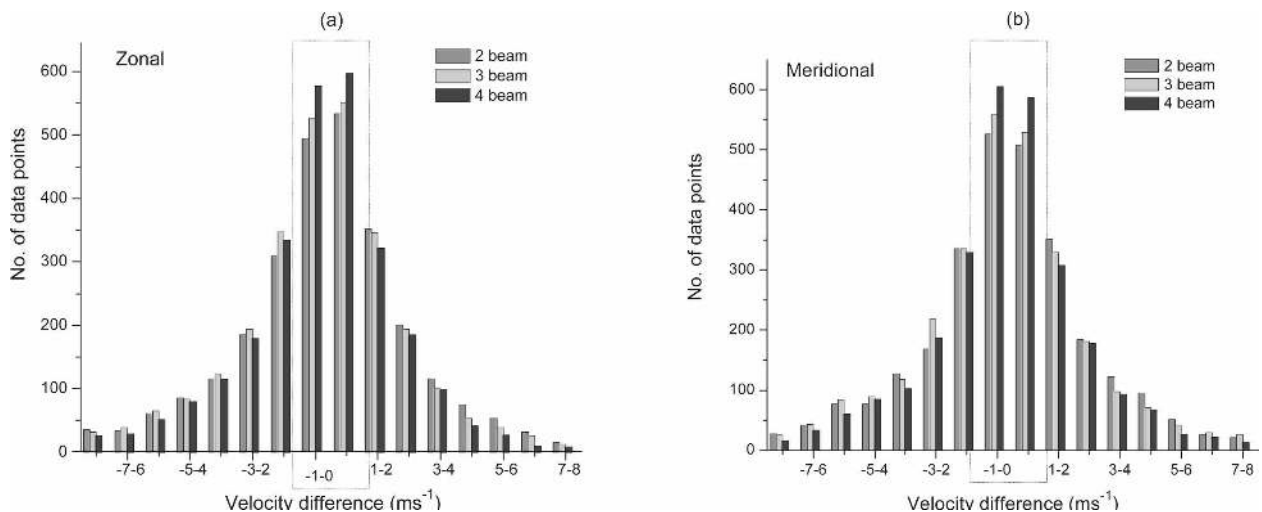 (a)
Zonal
2 beam
3 beam
4 beam
600
500
400
300
200
100
0
No. of data points
-7-6
-5-4
-3-2
-1-0
1-2
3-4
5-6
7-8
Velocity difference (ms⁻¹)
(b)
Meridional
2 beam
3 beam
4 beam
600
500
400
300
200
100
0
No. of data points
-7-6
-5-4
-3-2
-1-0
1-2
3-4
5-6
7-8
Velocity difference (ms⁻¹)